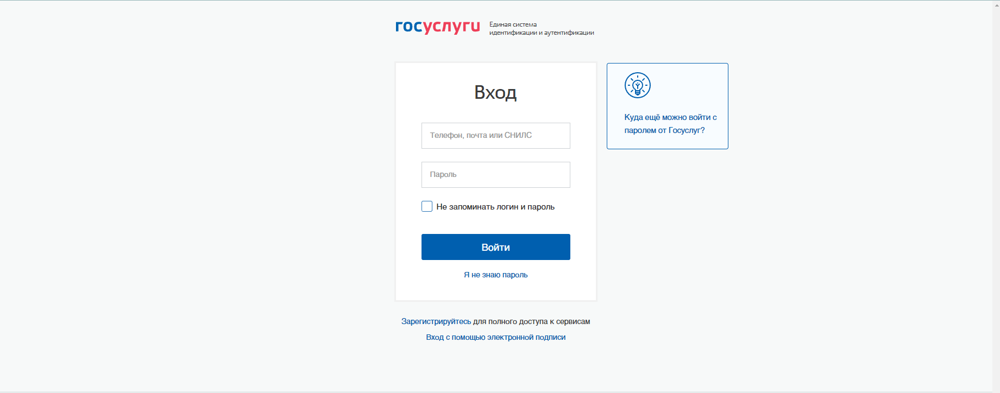 госуслуги
Единая система
идентификации и аутентификации
Вход
Телефон, почта или СНИЛС
Пароль
Не запоминать логин и пароль
Войти
Я не знаю пароль
Куда ещё можно войти с
паролем от Госуслуг?
Зарегистрируйтесь для полного доступа к сервисам
Вход с помощью электронной подписи